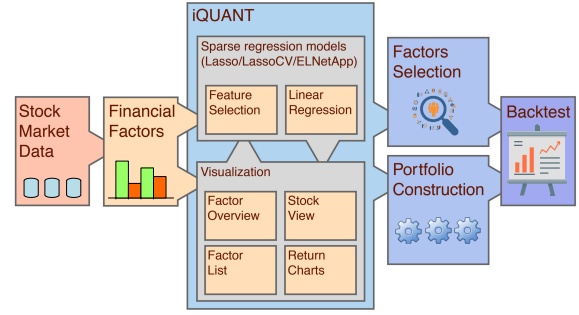 iQUANT
Stock
Market
Data
Financial
Factors
Sparse regression models
(Lasso/LassoCV/ELNetApp)
Feature
Selection
Linear
Regression
Visualization
Factor
Overview
Stock
View
Factor
List
Return
Charts
Factors
Selection
Portfolio
Construction
Backtest